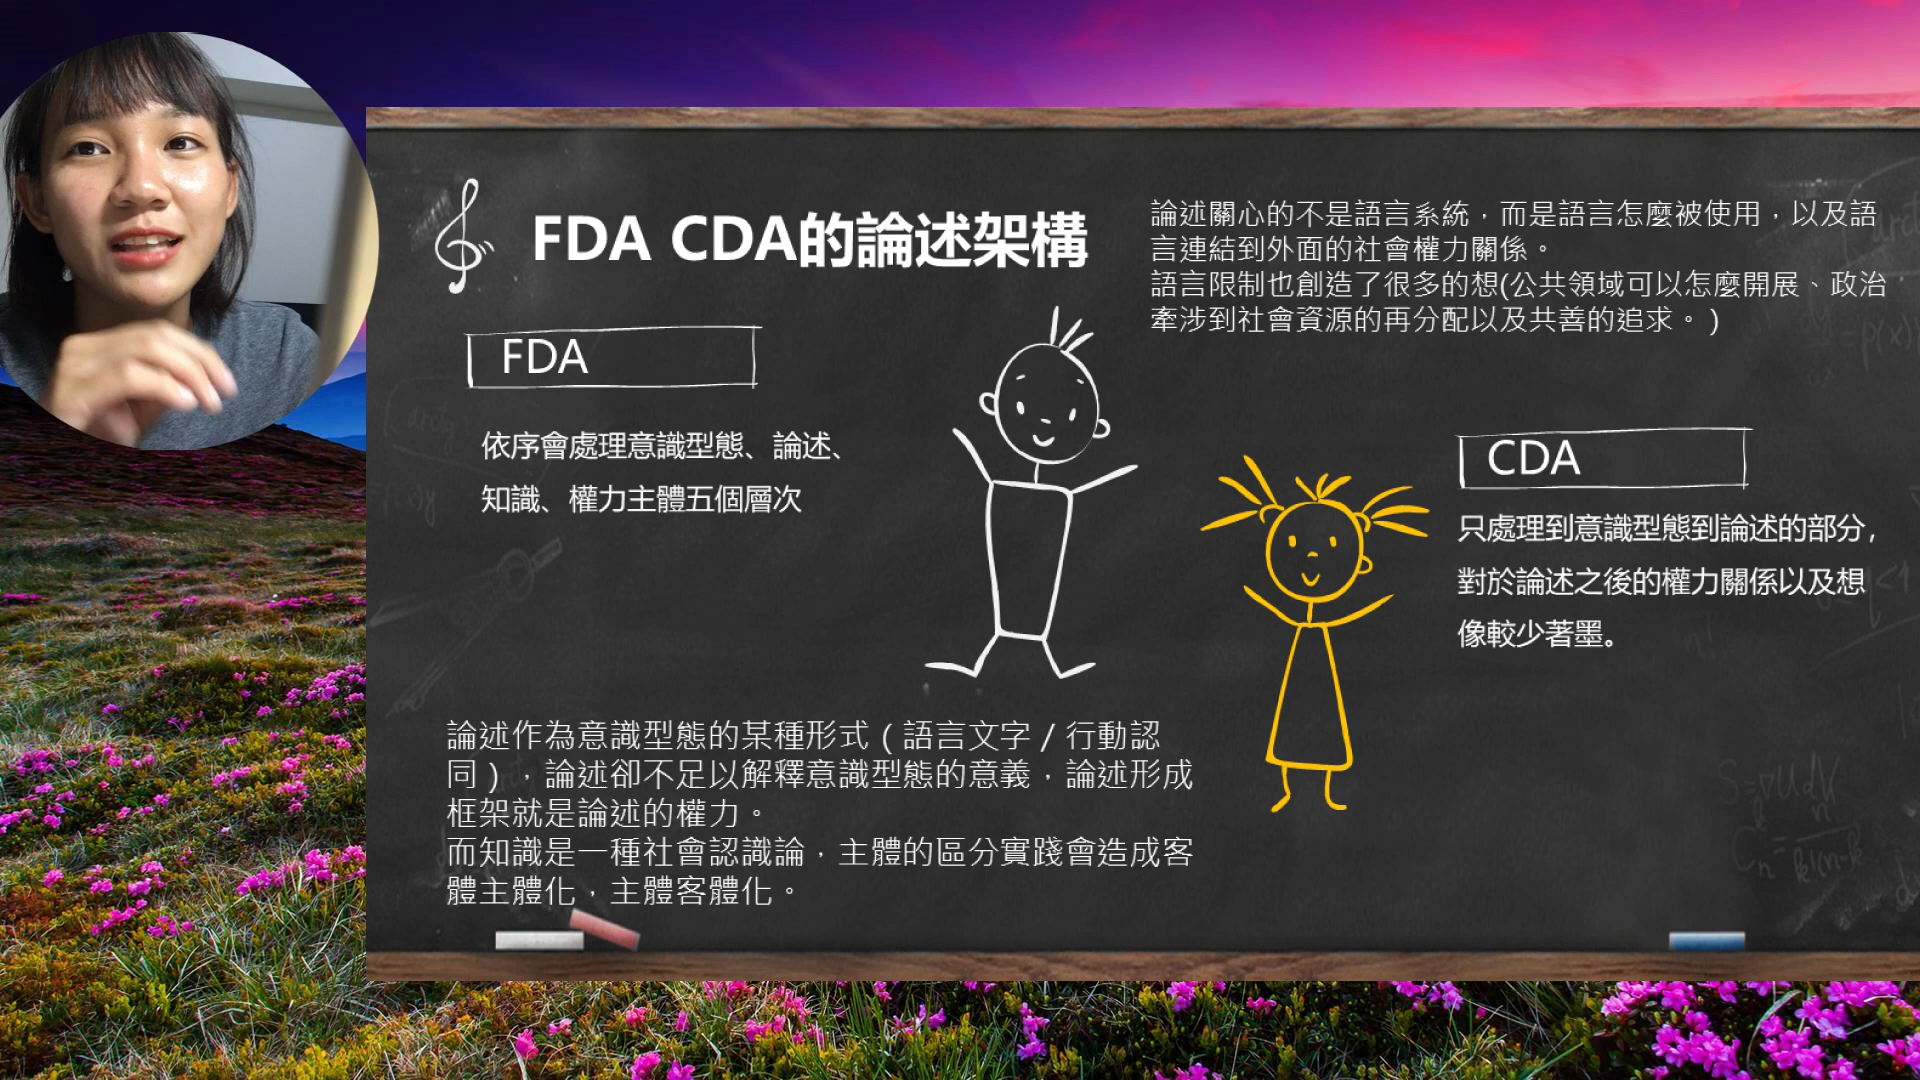 FDA CDA的論述架構
論述關心的不是語言系統，而是語言怎麼被使用，以及語
言連結到外面的社會權力關係。
語言限制也創造了很多的想(公共領域可以怎麼開展、政治
牽涉到社會資源的再分配以及共善的追求。)
FDA
依序會處理意識型態、論述、
知識、權力主體五個層次
CDA
只處理到意識型態到論述的部分，
對於論述之後的權力關係以及想
像較少著墨。
論述作為意識型態的某種形式（語言文字／行動認
同），論述卻不足以解釋意識型態的意義，論述形成
框架就是論述的權力。
而知識是一種社會認識論，主體的區分實踐會造成客
體主體化，主體客體化。